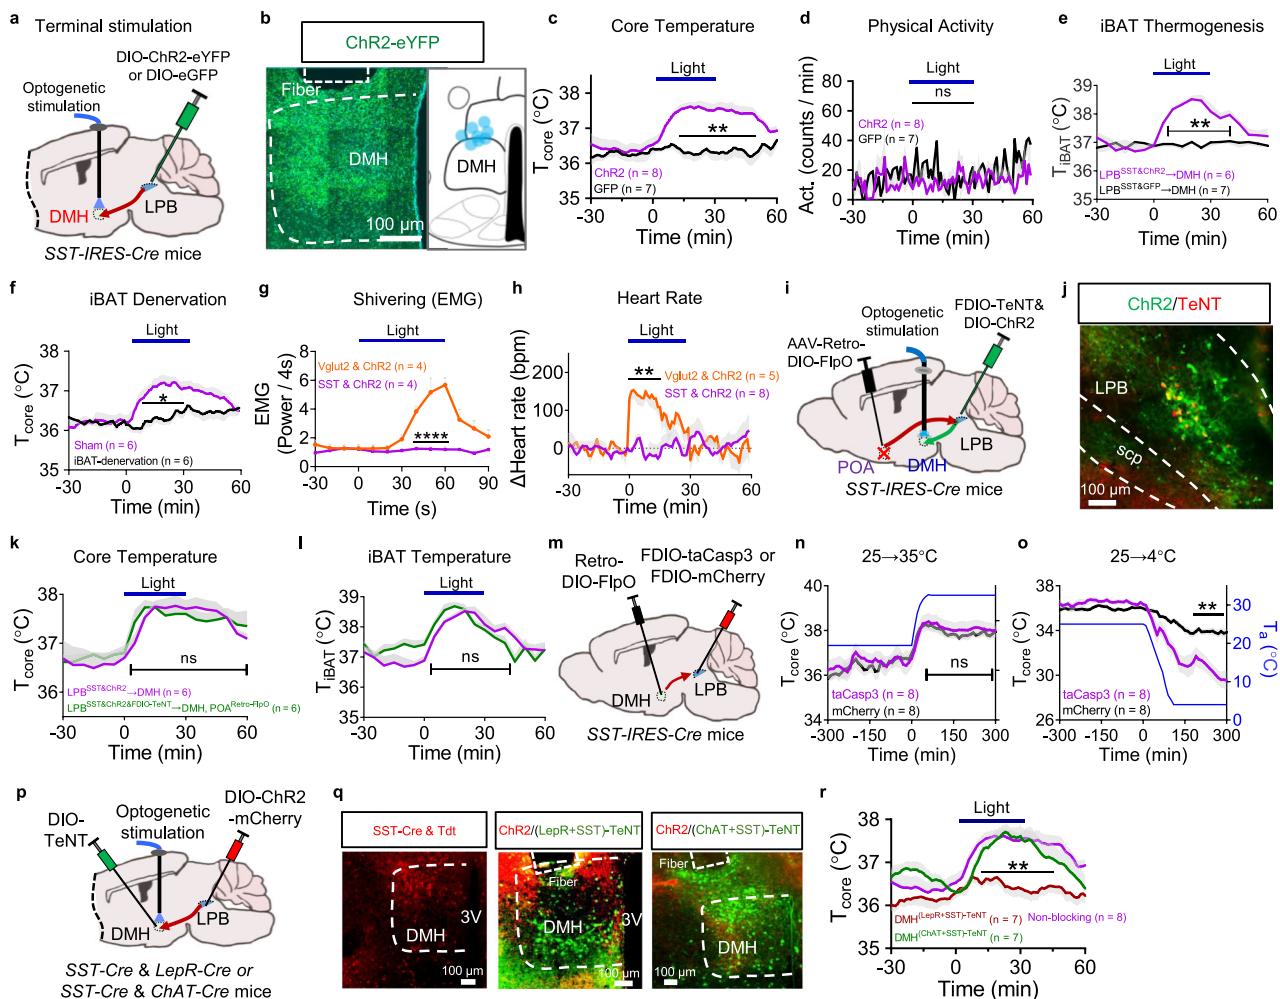 a Terminal stimulation
DIO-ChR2-eYFP
or DIO-eGFP
Optogenetic
stimulation
DMH
LPB
SST-IRES-Cre mice
b
ChR2-eYFP
Fiber
DMH
100 µm
DMH
c Core Temperature
Light
38
37
36
35
Tcore (°C)
**
ChR2 (n = 8)
GFP (n = 7)
-30 0 30 60
Time (min)
d Physical Activity
Light
ns
80
60
40
20
0
Act. (counts / min)
ChR2 (n = 8)
GFP (n = 7)
-30 0 30 60
Time (min)
e iBAT Thermogenesis
Light
39
38
37
36
35
TiBAT (°C)
**
LPBSST&ChR2→DMH (n = 6)
LPBSST&GFP→DMH (n = 7)
-30 0 30 60
Time (min)
f iBAT Denervation
Light
38
37
36
35
Tcore (°C)
*
Sham (n = 6)
iBAT-denervation (n = 6)
-30 0 30 60
Time (min)
g Shivering (EMG)
Light
8
6
4
2
0
EMG
(Power / 4s)
Vglut2 & ChR2 (n = 4)
SST & ChR2 (n = 4)
****
-30 0 30 60 90
Time (s)
h Heart Rate
Light
200
100
0
ΔHeart rate (bpm)
**
Vglut2 & ChR2 (n = 5)
SST & ChR2 (n = 8)
-30 0 30 60
Time (min)
i
Optogenetic
stimulation
FDIO-TeNT&
DIO-ChR2
AAV-Retro-
DIO-FlpO
POA
DMH
LPB
SST-IRES-Cre mice
j
ChR2/TeNT
LPB
scp
100 µm
k Core Temperature
Light
39
38
37
36
35
Tcore (°C)
ns
LPBSST&ChR2→DMH (n = 6)
LPBSST&ChR2&FDIO-TeNT→DMH, POARetro-FlpO (n = 6)
-30 0 30 60
Time (min)
l iBAT Temperature
Light
39
38
37
36
35
TiBAT (°C)
ns
-30 0 30 60
Time (min)
m
Retro-
DIO-FlpO
FDIO-taCasp3 or
FDIO-mCherry
DMH
LPB
SST-IRES-Cre mice
n 25→35°C
40
38
36
34
Tcore (°C)
ns
taCasp3 (n = 8)
mCherry (n = 8)
-300 -150 0 150 300
Time (min)
o 25→4°C
38
34
30
26
Tcore (°C)
**
30
20
10
0
Ta (°C)
taCasp3 (n = 8)
mCherry (n = 8)
-300 -150 0 150 300
Time (min)
p
DIO-
TeNT
Optogenetic
stimulation
DIO-ChR2
-mCherry
DMH
LPB
SST-Cre & LepR-Cre or
SST-Cre & ChAT-Cre mice
q
SST-Cre & Tdt
3V
DMH
100 µm
ChR2/(LepR+SST)-TeNT
Fiber
DMH
3V
100 µm
ChR2/(ChAT+SST)-TeNT
Fiber
DMH
100 µm
r
Light
38
37
36
35
Tcore (°C)
**
DMH(LepR+SST)-TeNT (n = 7) Non-blocking (n = 8)
DMH(ChAT+SST)-TeNT (n = 7)
-30 0 30 60
Time (min)